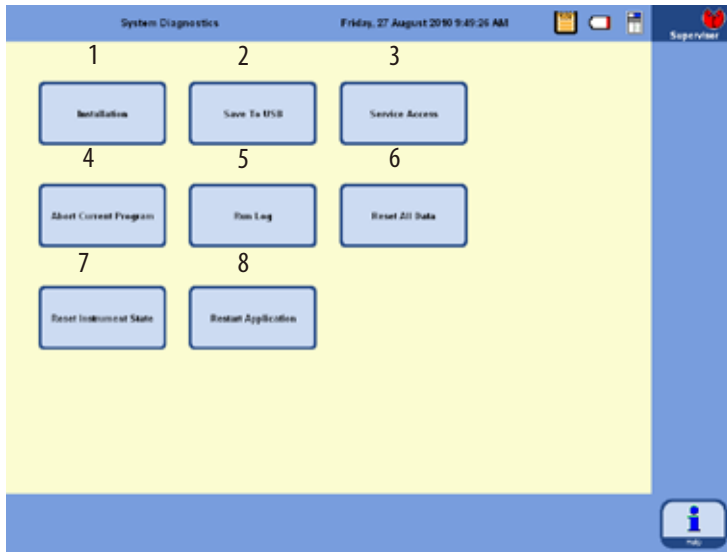 System Diagnostics Friday, 27 August 2010 9:49:26 AM
Supervisor
1 2 3
Installation Save To USB Service Access
4 5 6
Abort Current Program Run Log Reset All Data
7 8
Reset Instrument State Restart Application
i
Help